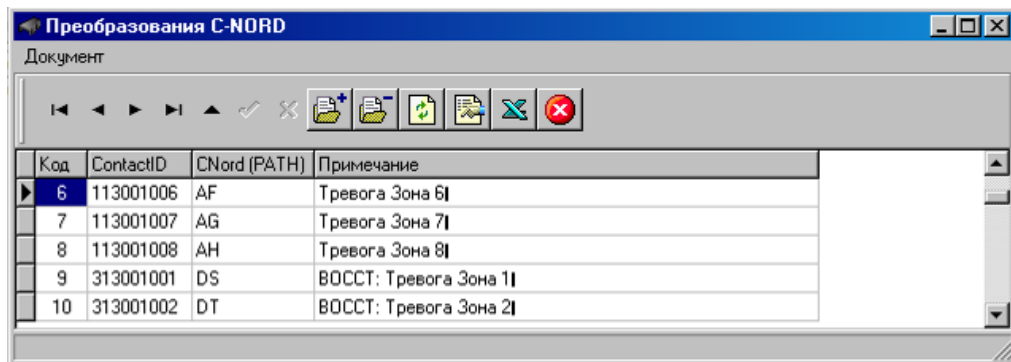 Преобразования C-NORD
Документ
Код ContactID CNord (PATH) Примечание
6 113001006 AF Тревога Зона 6
7 113001007 AG Тревога Зона 7
8 113001008 AH Тревога Зона 8
9 313001001 DS ВОССТ: Тревога Зона 1
10 313001002 DT ВОССТ: Тревога Зона 2